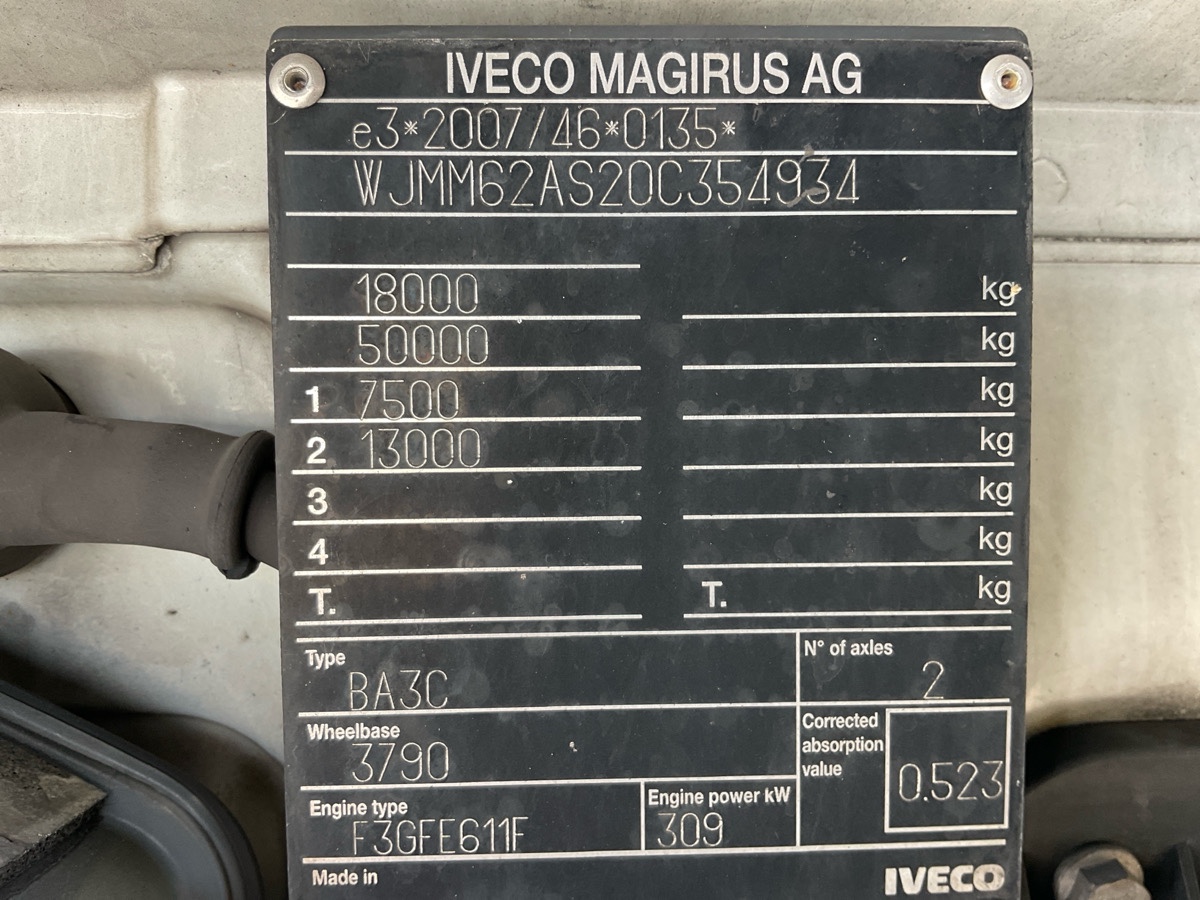 IVECO MAGIRUS AG
e3*2007/46*0135*
WJMM62AS20C354934
18000 kg
50000 kg
1 7500 kg
2 13000 kg
3 kg
4 kg
T. T. kg
Type N° of axles
BA3C 2
Wheelbase Corrected absorption value
3790 0.523
Engine type Engine power kW
F3GFE611F 309
Made in IVECO